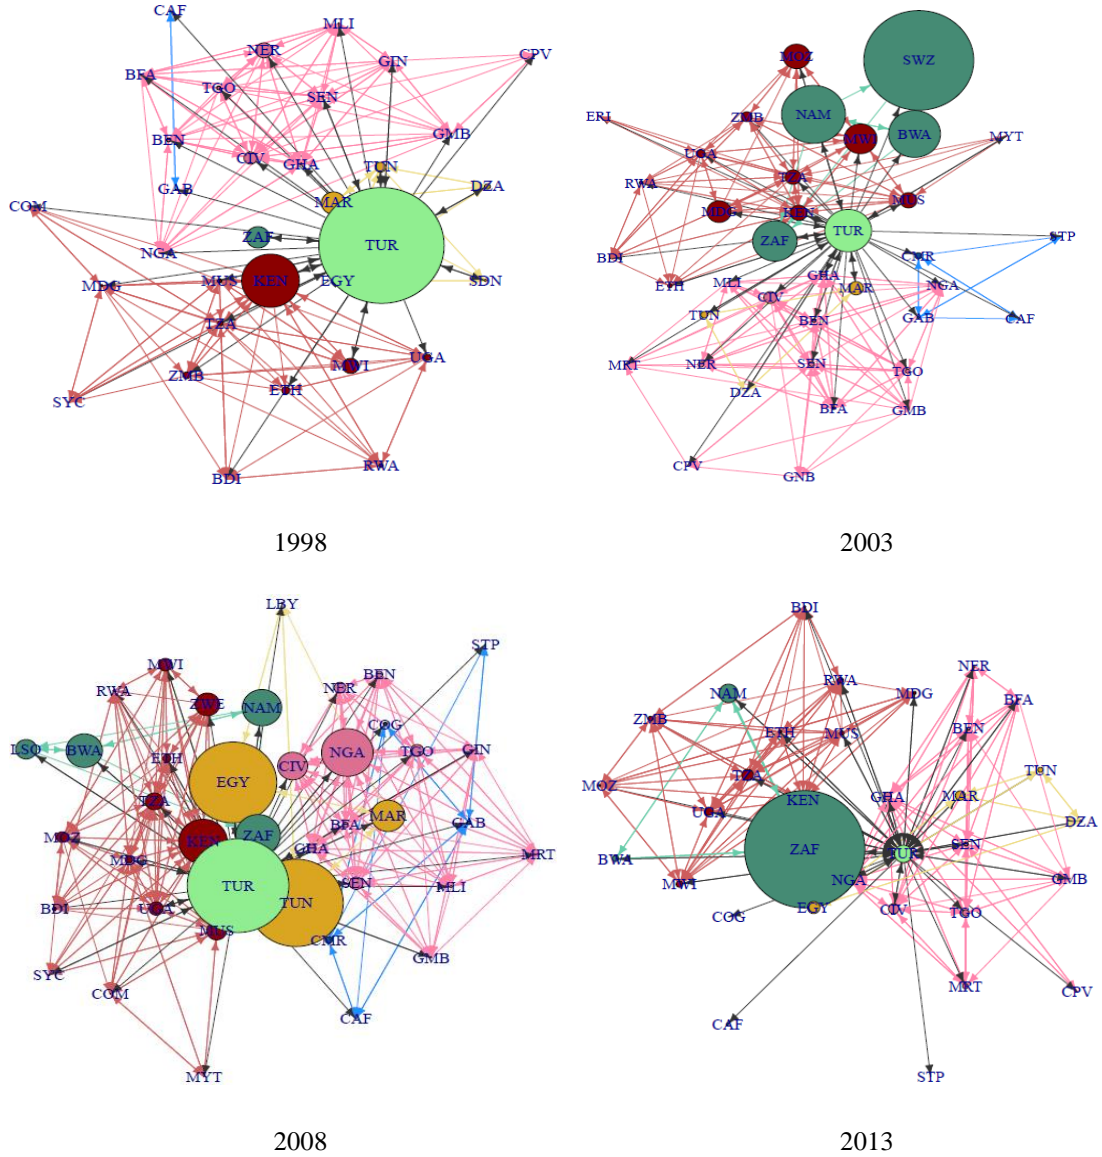 CAF
MLI
NER
GIN
CPV
BFA
TGO
SEN
BEN
GMB
CIV
GHA
TUN
GAB
DZA
MAR
COM
ZAF
TUR
NGA
MDG
MUS
KEN
EGY
SDN
TZA
ZMB
MWI
UGA
ETH
SYC
BDI
RWA
1998
MOZ
SWZ
NAM
ERI
ZMB
MWI
BWA
MYT
UGA
TZA
RWA
MUS
MDG
KEN
ZAF
TUR
STP
BDI
CMR
ETH
MLI
GHA
MAR
NGA
CIV
TUN
BEN
GAB
CAF
MRT
NER
SEN
TGO
DZA
BFA
GMB
CPV
GNB
2003
LBY
STP
MWI
BEN
RWA
NER
ZWE
NAM
COG
LSO
BWA
ETH
CIV
NGA
TGO
GIN
EGY
TZA
MAR
MOZ
KEN
ZAF
BFA
GAB
MDG
GHA
MRT
TUR
SEN
MLI
BDI
UGA
TUN
MUS
CMR
GMB
SYC
COM
CAF
MYT
2008
BDI
NER
RWA
NAM
MDG
BFA
ZMB
ETH
MUS
BEN
TZA
TUN
MOZ
KEN
GHA
MAR
UGA
DZA
ZAF
TUR
SEN
BWA
MWI
NGA
GMB
EGY
CIV
TGO
COG
MRT
CPV
CAF
STP
2013